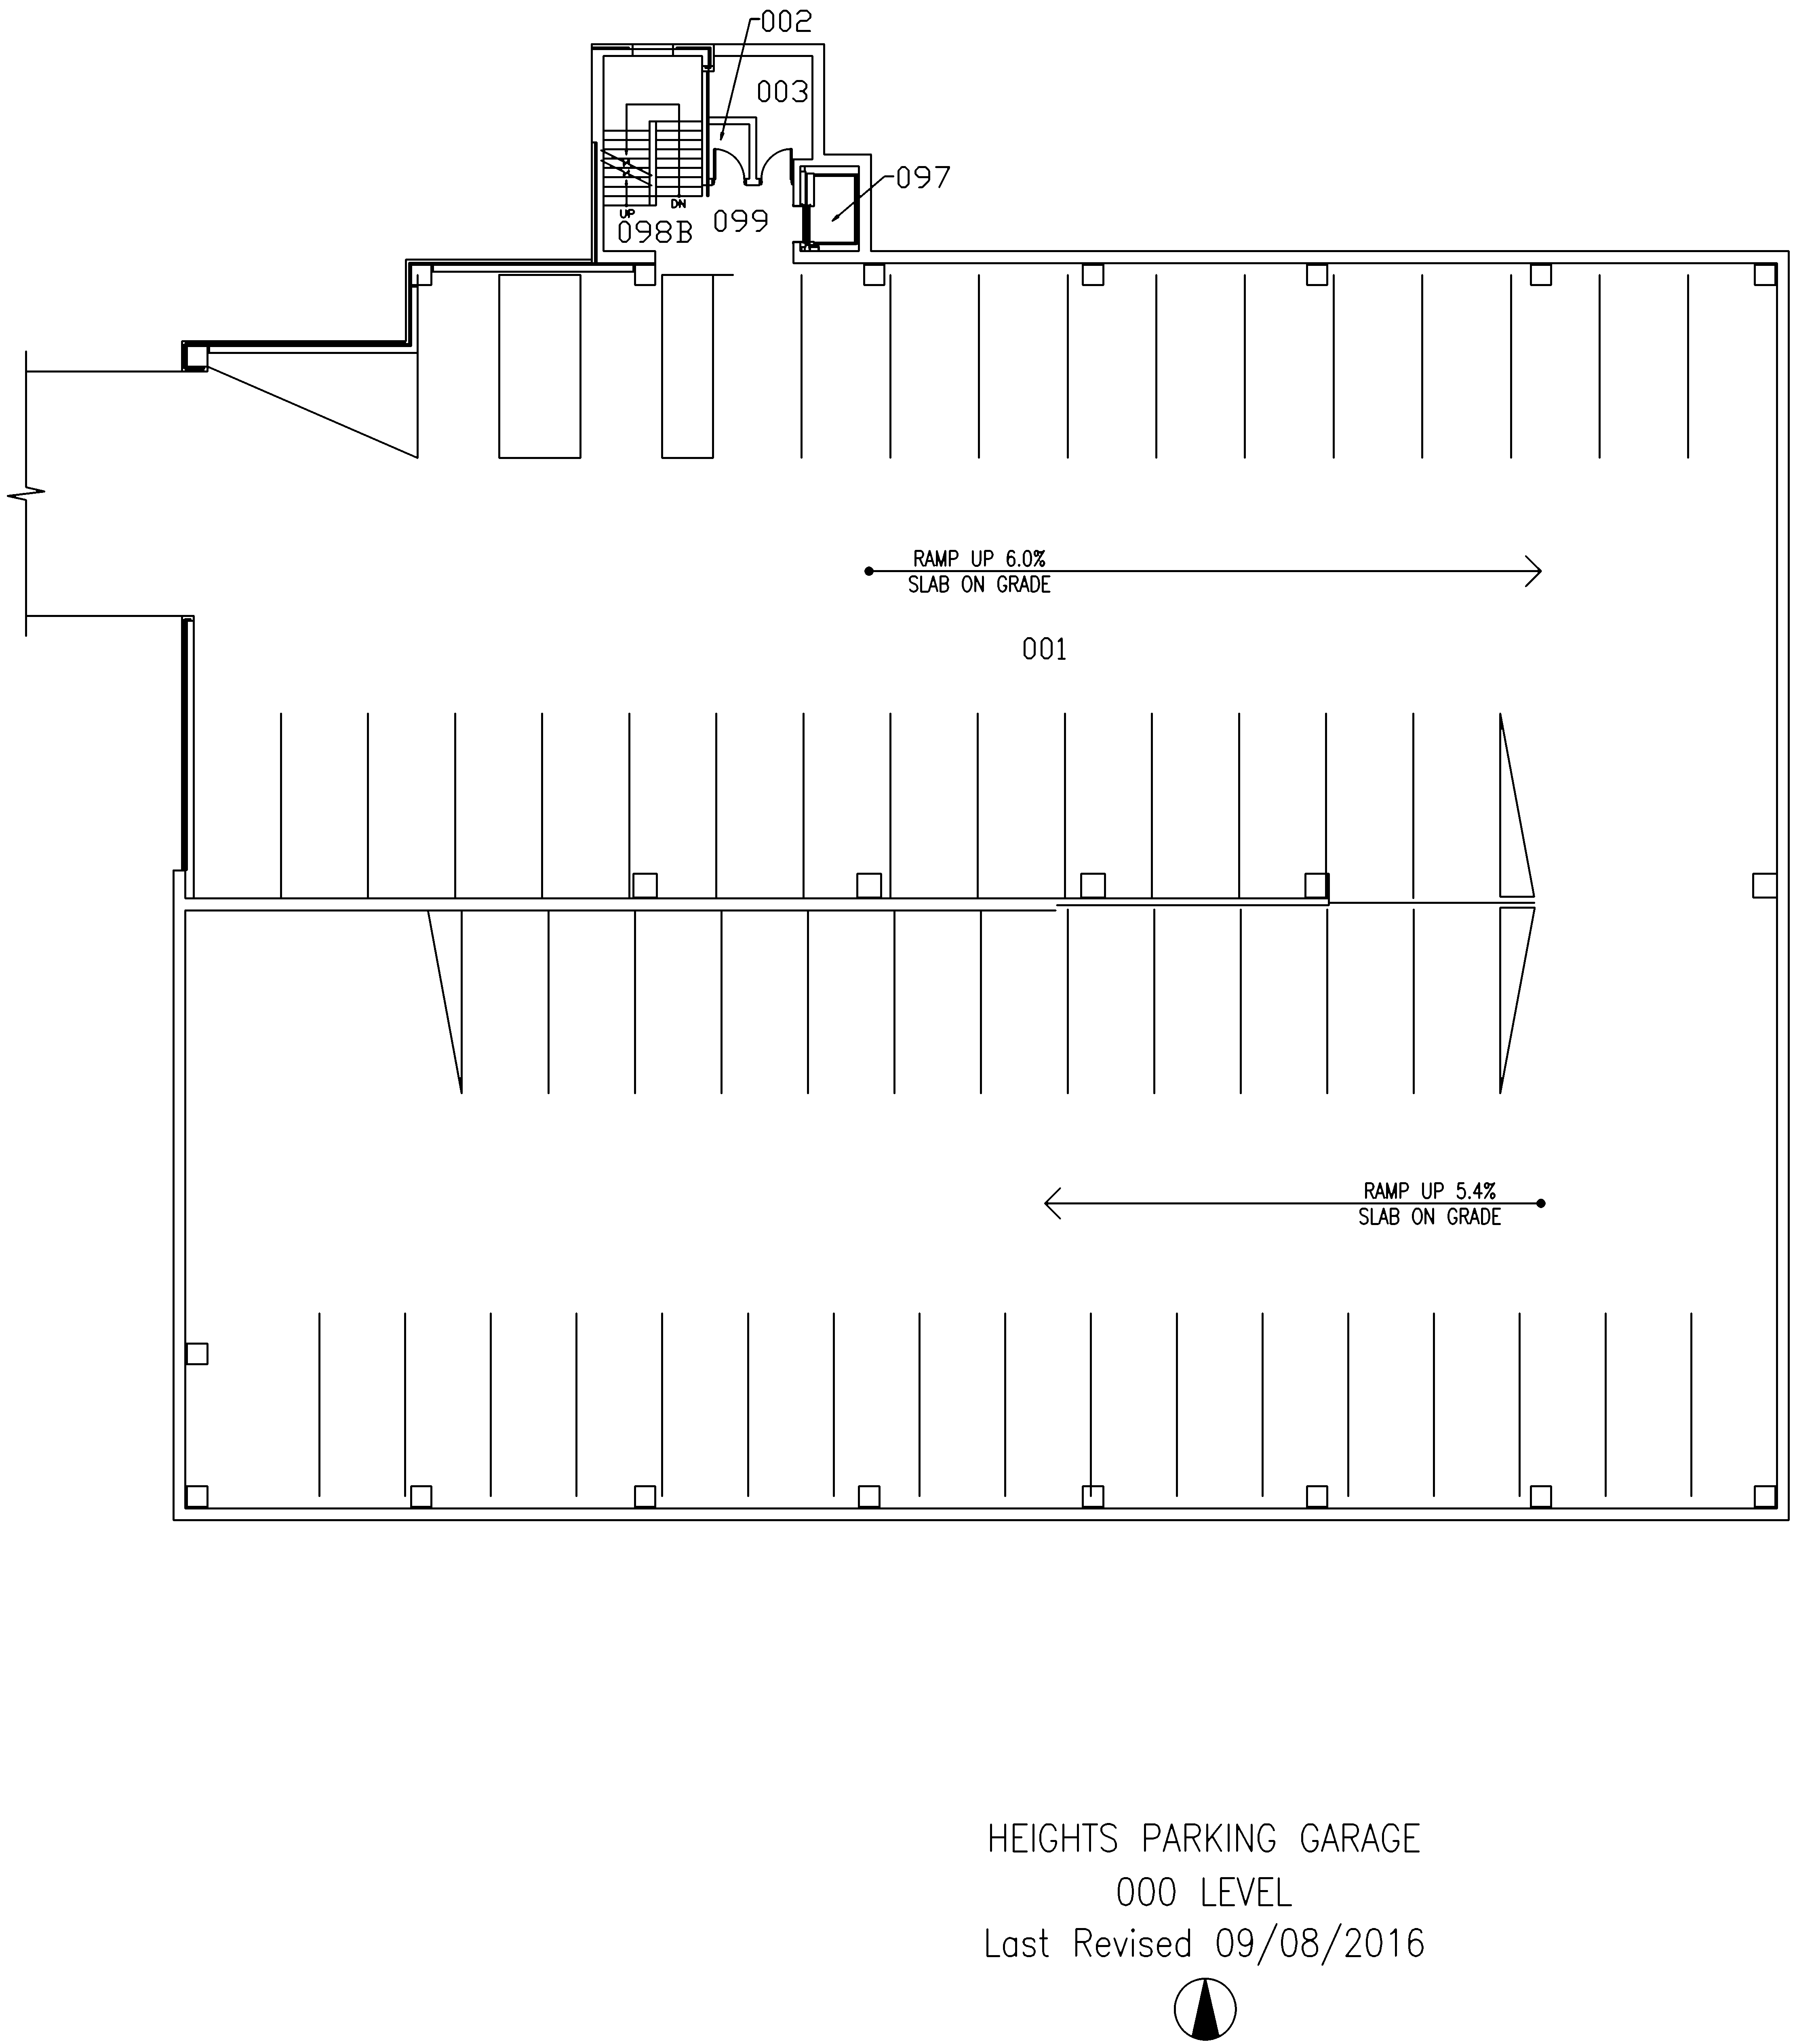 002
003
097
UP
DN
098B
099
RAMP UP 6.0%
SLAB ON GRADE
001
RAMP UP 5.4%
SLAB ON GRADE
HEIGHTS PARKING GARAGE
000 LEVEL
Last Revised 09/08/2016